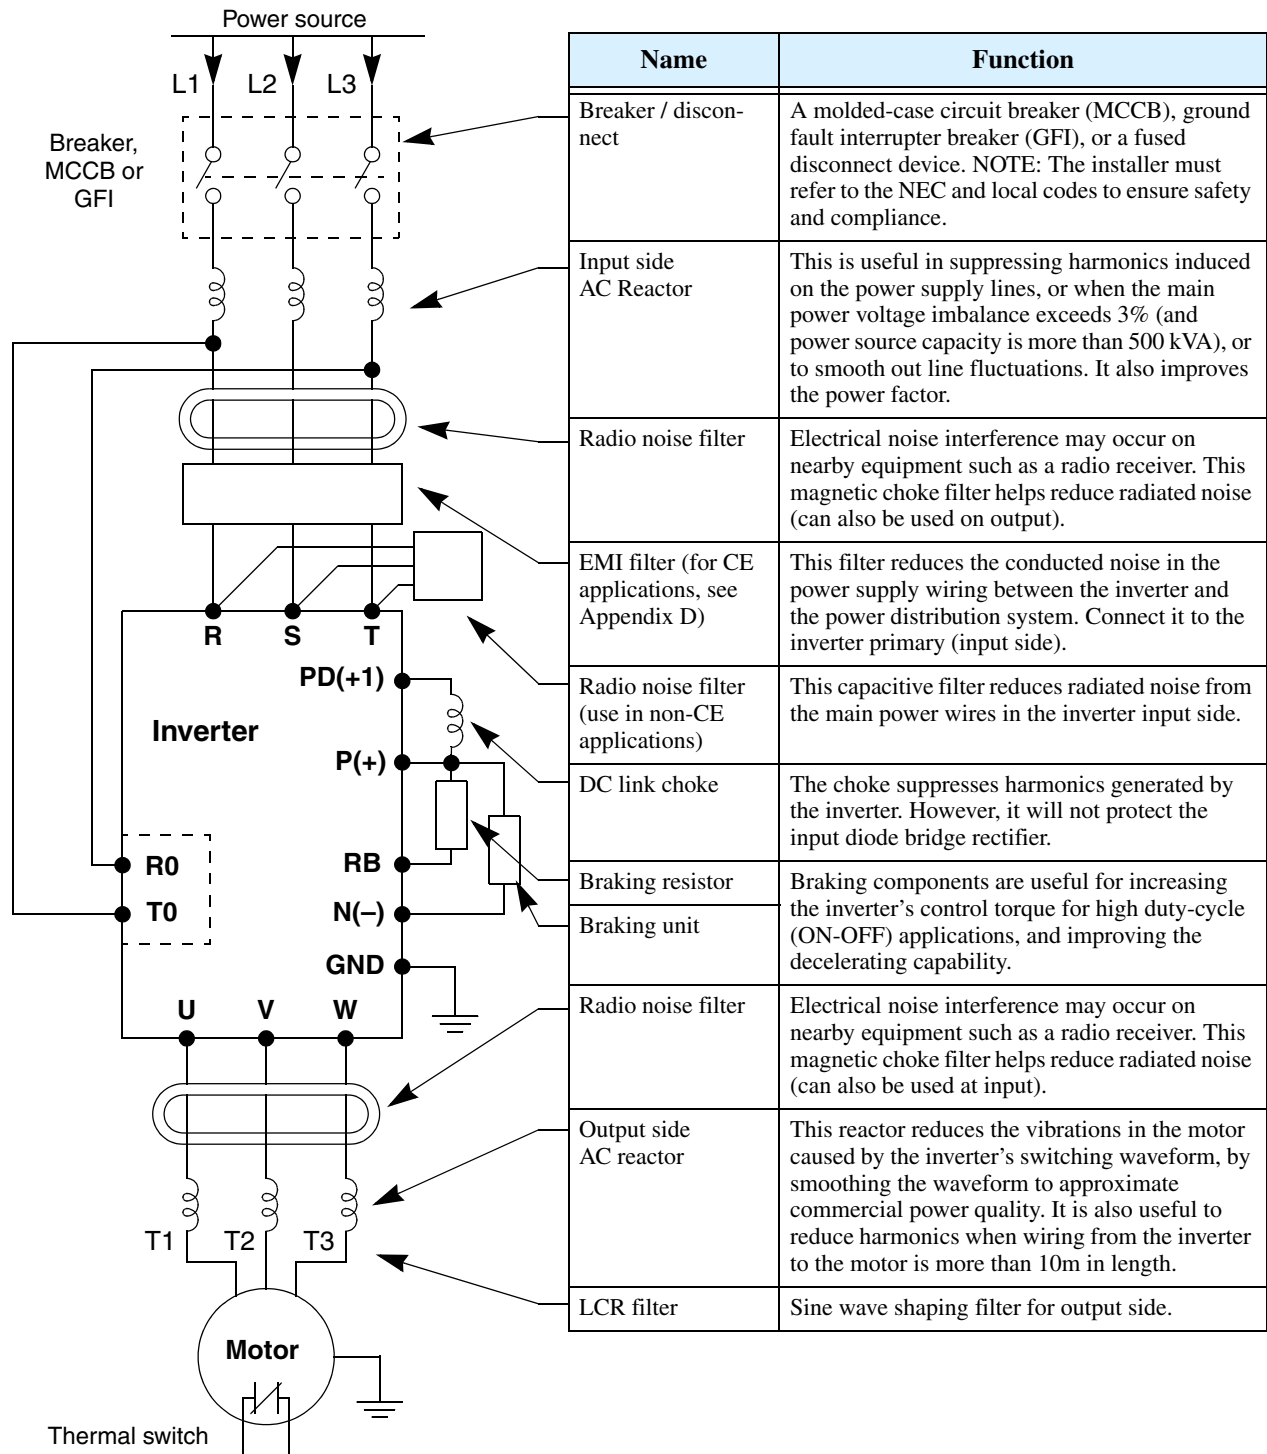 Power source
L1 L2 L3
Breaker,
MCCB or
GFI
R S T
PD(+1)
Inverter
P(+)
R0
RB
T0
N(–)
GND
U V W
T1 T2 T3
Motor
Thermal switch
Name Function
Breaker / discon-
nect
A molded-case circuit breaker (MCCB), ground
fault interrupter breaker (GFI), or a fused
disconnect device. NOTE: The installer must
refer to the NEC and local codes to ensure safety
and compliance.
Input side
AC Reactor
This is useful in suppressing harmonics induced
on the power supply lines, or when the main
power voltage imbalance exceeds 3% (and
power source capacity is more than 500 kVA), or
to smooth out line fluctuations. It also improves
the power factor.
Radio noise filter
Electrical noise interference may occur on
nearby equipment such as a radio receiver. This
magnetic choke filter helps reduce radiated noise
(can also be used on output).
EMI filter (for CE
applications, see
Appendix D)
This filter reduces the conducted noise in the
power supply wiring between the inverter and
the power distribution system. Connect it to the
inverter primary (input side).
Radio noise filter
(use in non-CE
applications)
This capacitive filter reduces radiated noise from
the main power wires in the inverter input side.
DC link choke
The choke suppresses harmonics generated by
the inverter. However, it will not protect the
input diode bridge rectifier.
Braking resistor
Braking unit
Braking components are useful for increasing
the inverter’s control torque for high duty-cycle
(ON-OFF) applications, and improving the
decelerating capability.
Radio noise filter
Electrical noise interference may occur on
nearby equipment such as a radio receiver. This
magnetic choke filter helps reduce radiated noise
(can also be used at input).
Output side
AC reactor
This reactor reduces the vibrations in the motor
caused by the inverter’s switching waveform, by
smoothing the waveform to approximate
commercial power quality. It is also useful to
reduce harmonics when wiring from the inverter
to the motor is more than 10m in length.
LCR filter
Sine wave shaping filter for output side.